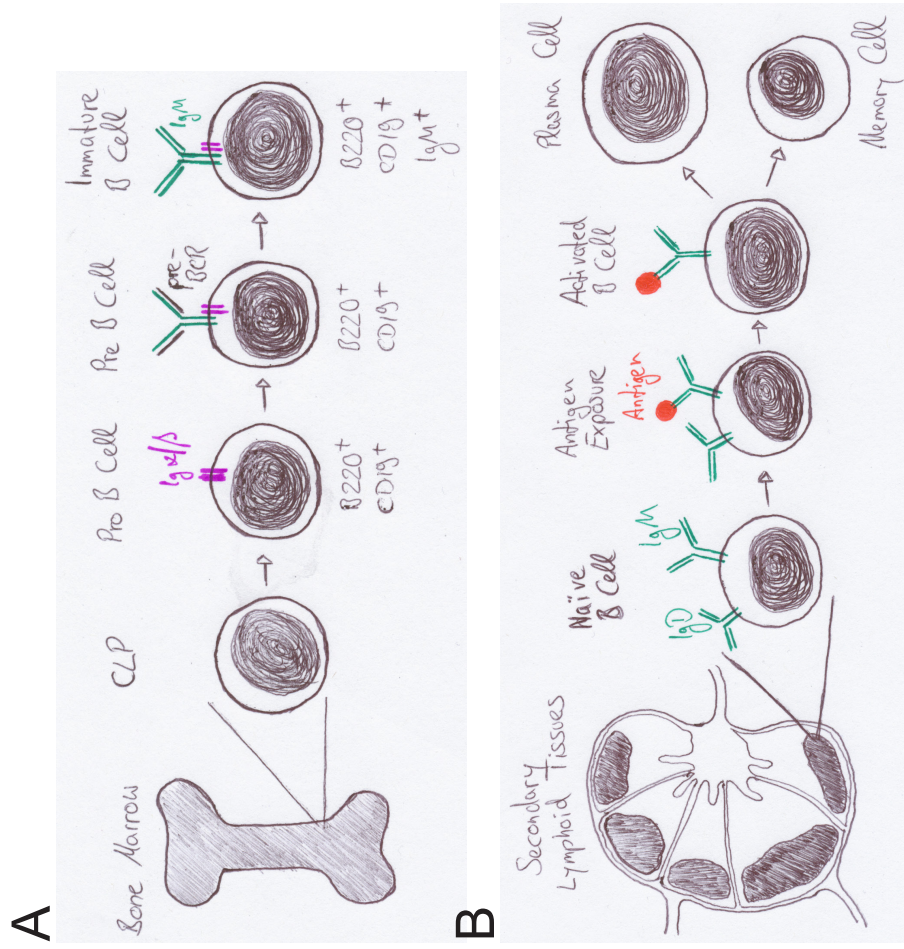 A
Bone Marrow
CLP
Pro B Cell
Igα/β
B220+
CD19+
Pre B Cell
pre-
BCR
B220+
CD19+
Immature
B Cell
IgM
B220+
CD19+
IgM+
B
Secondary
Lymphoid Tissues
Naïve
B Cell
IgD
IgM
Antigen
Exposure
Antigen
Activated
B Cell
Plasma Cell
Memory Cell